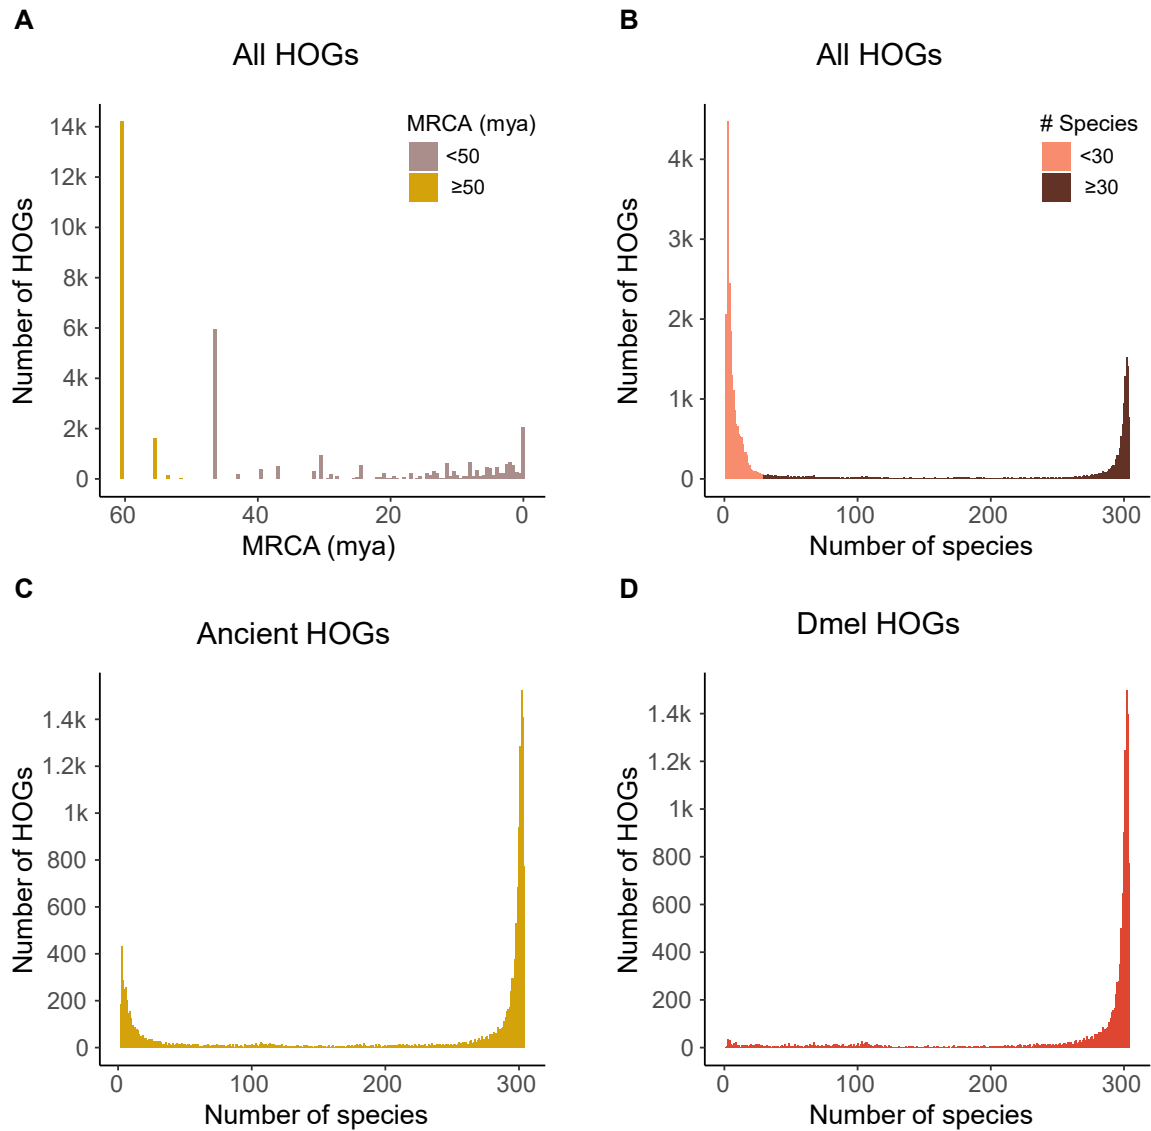 A
All HOGs
Number of HOGs
14k
12k
10k
8k
6k
4k
2k
0
60
40
20
0
MRCA (mya)
MRCA (mya)
<50
≥50
B
All HOGs
Number of HOGs
4k
3k
2k
1k
0
0
100
200
300
Number of species
# Species
<30
≥30
C
Ancient HOGs
Number of HOGs
1.4k
1.2k
1k
800
600
400
200
0
0
100
200
300
Number of species
D
Dmel HOGs
Number of HOGs
1.4k
1.2k
1k
800
600
400
200
0
0
100
200
300
Number of species